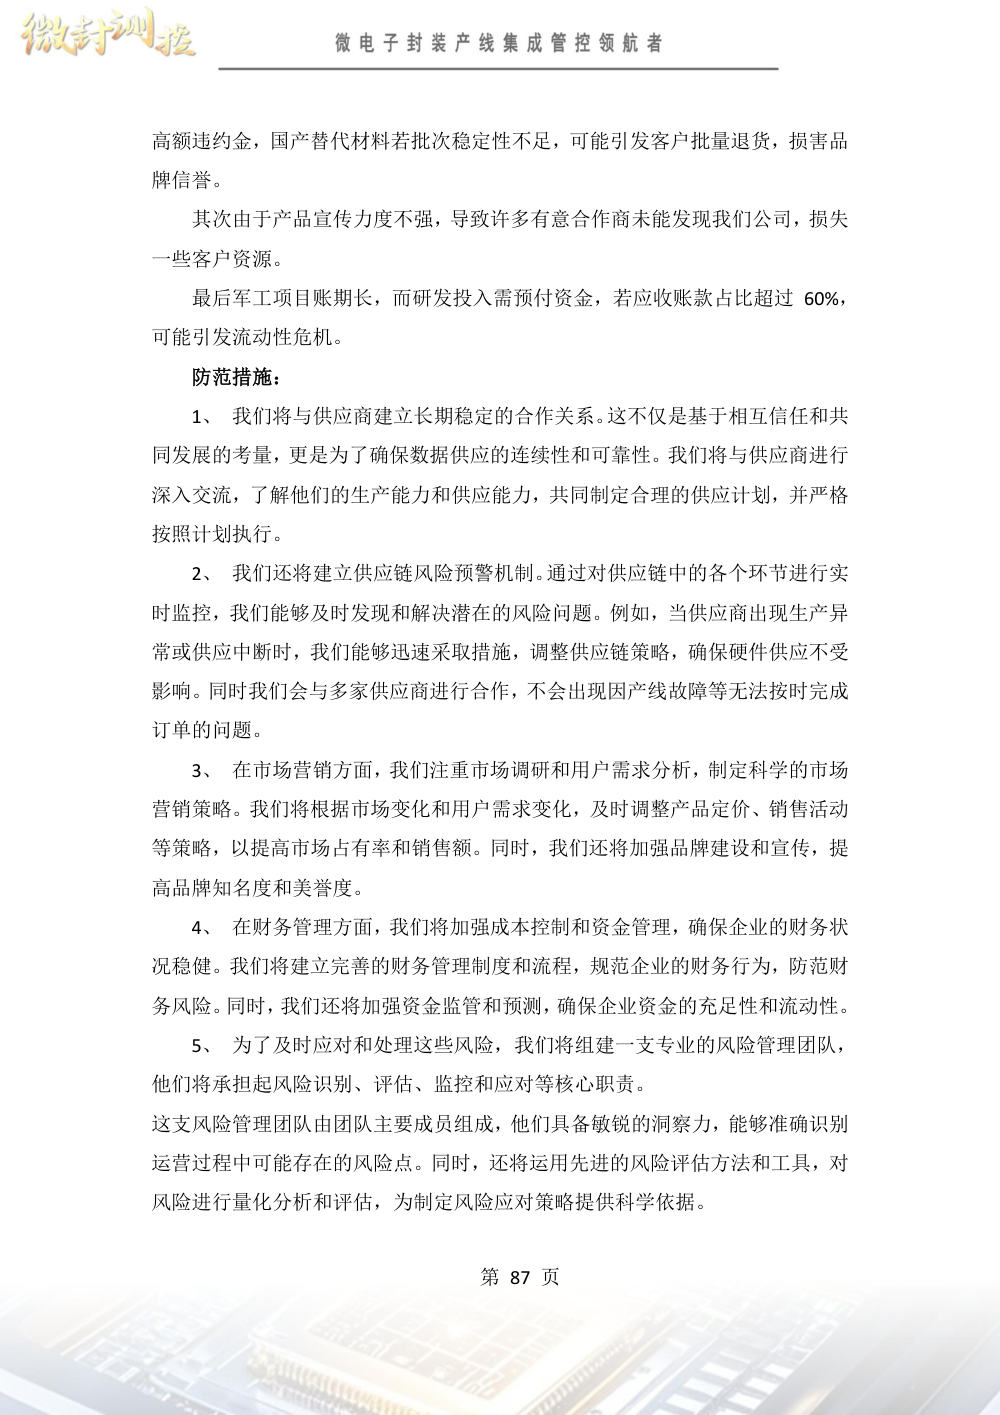 微封测控
微电子封装产线集成管控领航者
高额违约金，国产替代材料若批次稳定性不足，可能引发客户批量退货，损害品
牌信誉。
其次由于产品宣传力度不强，导致许多有意合作商未能发现我们公司，损失
一些客户资源。
最后军工项目账期长，而研发投入需预付资金，若应收账款占比超过 60%，
可能引发流动性危机。
防范措施：
1、 我们将与供应商建立长期稳定的合作关系。这不仅是基于相互信任和共
同发展的考量，更是为了确保数据供应的连续性和可靠性。我们将与供应商进行
深入交流，了解他们的生产能力和供应能力，共同制定合理的供应计划，并严格
按照计划执行。
2、 我们还将建立供应链风险预警机制。通过对供应链中的各个环节进行实
时监控，我们能够及时发现和解决潜在的风险问题。例如，当供应商出现生产异
常或供应中断时，我们能够迅速采取措施，调整供应链策略，确保硬件供应不受
影响。同时我们会与多家供应商进行合作，不会出现因产线故障等无法按时完成
订单的问题。
3、 在市场营销方面，我们注重市场调研和用户需求分析，制定科学的市场
营销策略。我们将根据市场变化和用户需求变化，及时调整产品定价、销售活动
等策略，以提高市场占有率和销售额。同时，我们还将加强品牌建设和宣传，提
高品牌知名度和美誉度。
4、 在财务管理方面，我们将加强成本控制和资金管理，确保企业的财务状
况稳健。我们将建立完善的财务管理制度和流程，规范企业的财务行为，防范财
务风险。同时，我们还将加强资金监管和预测，确保企业资金的充足性和流动性。
5、 为了及时应对和处理这些风险，我们将组建一支专业的风险管理团队，
他们将承担起风险识别、评估、监控和应对等核心职责。
这支风险管理团队由团队主要成员组成，他们具备敏锐的洞察力，能够准确识别
运营过程中可能存在的风险点。同时，还将运用先进的风险评估方法和工具，对
风险进行量化分析和评估，为制定风险应对策略提供科学依据。
第 87 页